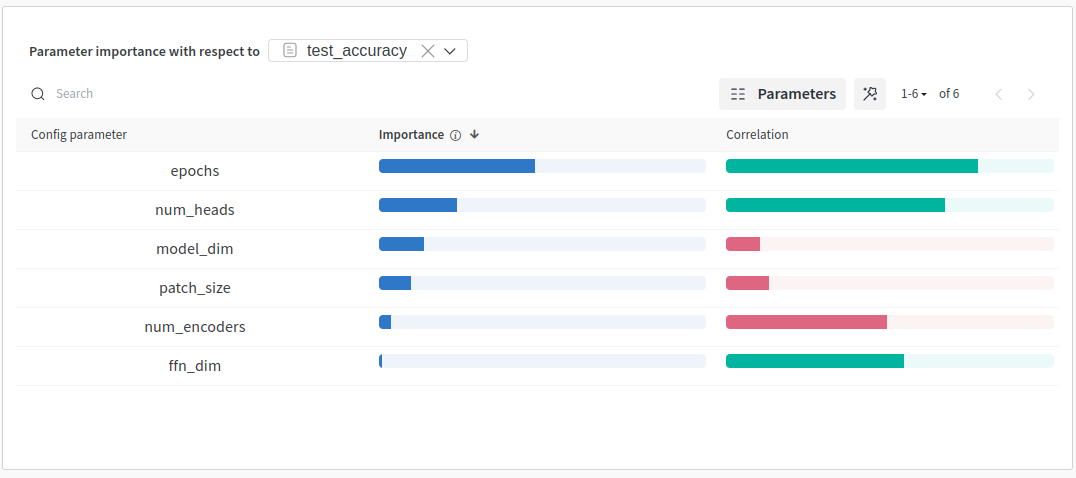 Parameter importance with respect to test_accuracy
Search
Parameters 1-6 of 6
Config parameter Importance Correlation
epochs
num_heads
model_dim
patch_size
num_encoders
ffn_dim